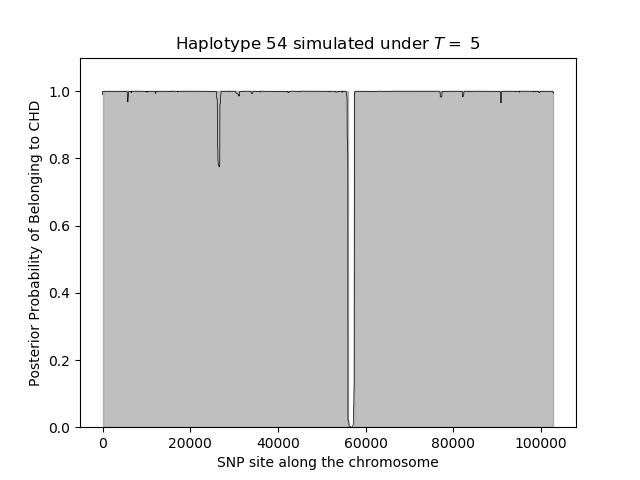 Haplotype 54 simulated under T = 5
Posterior Probability of Belonging to CHD
1.0
0.8
0.6
0.4
0.2
0.0
0 20000 40000 60000 80000 100000
SNP site along the chromosome